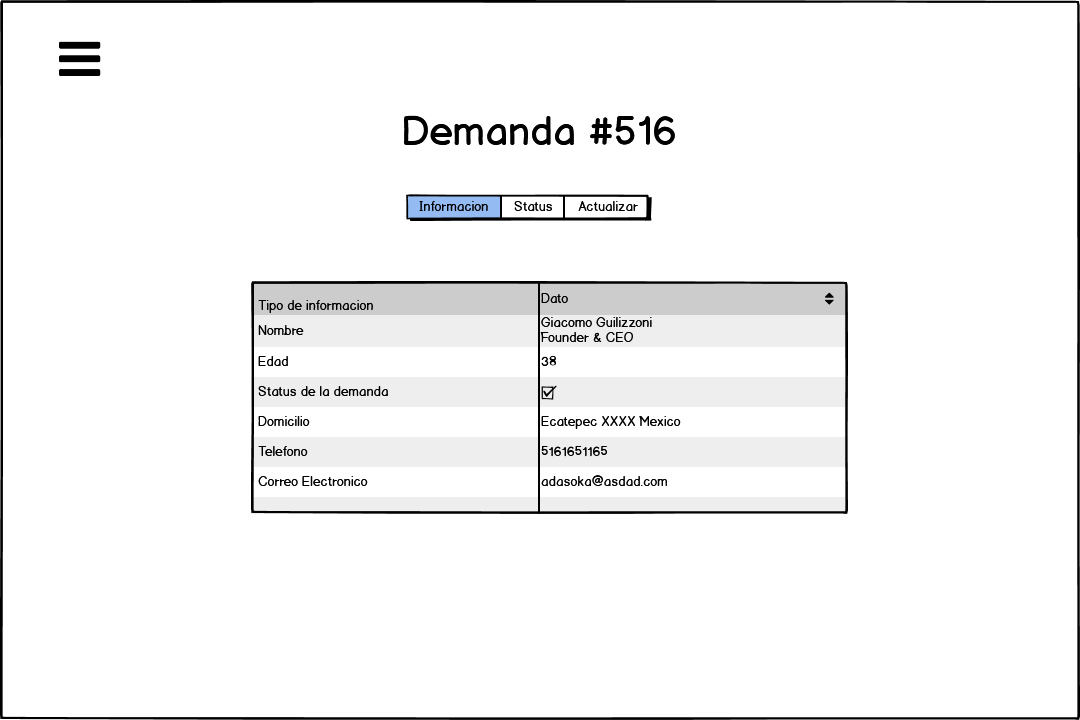 Demanda #516
Informacion Status Actualizar
Tipo de informacion Dato
Nombre Giacomo Guilizzoni
Founder & CEO
Edad 38
Status de la demanda
Domicilio Ecatepec XXXX Mexico
Telefono 5161651165
Correo Electronico adasoka@asdad.com